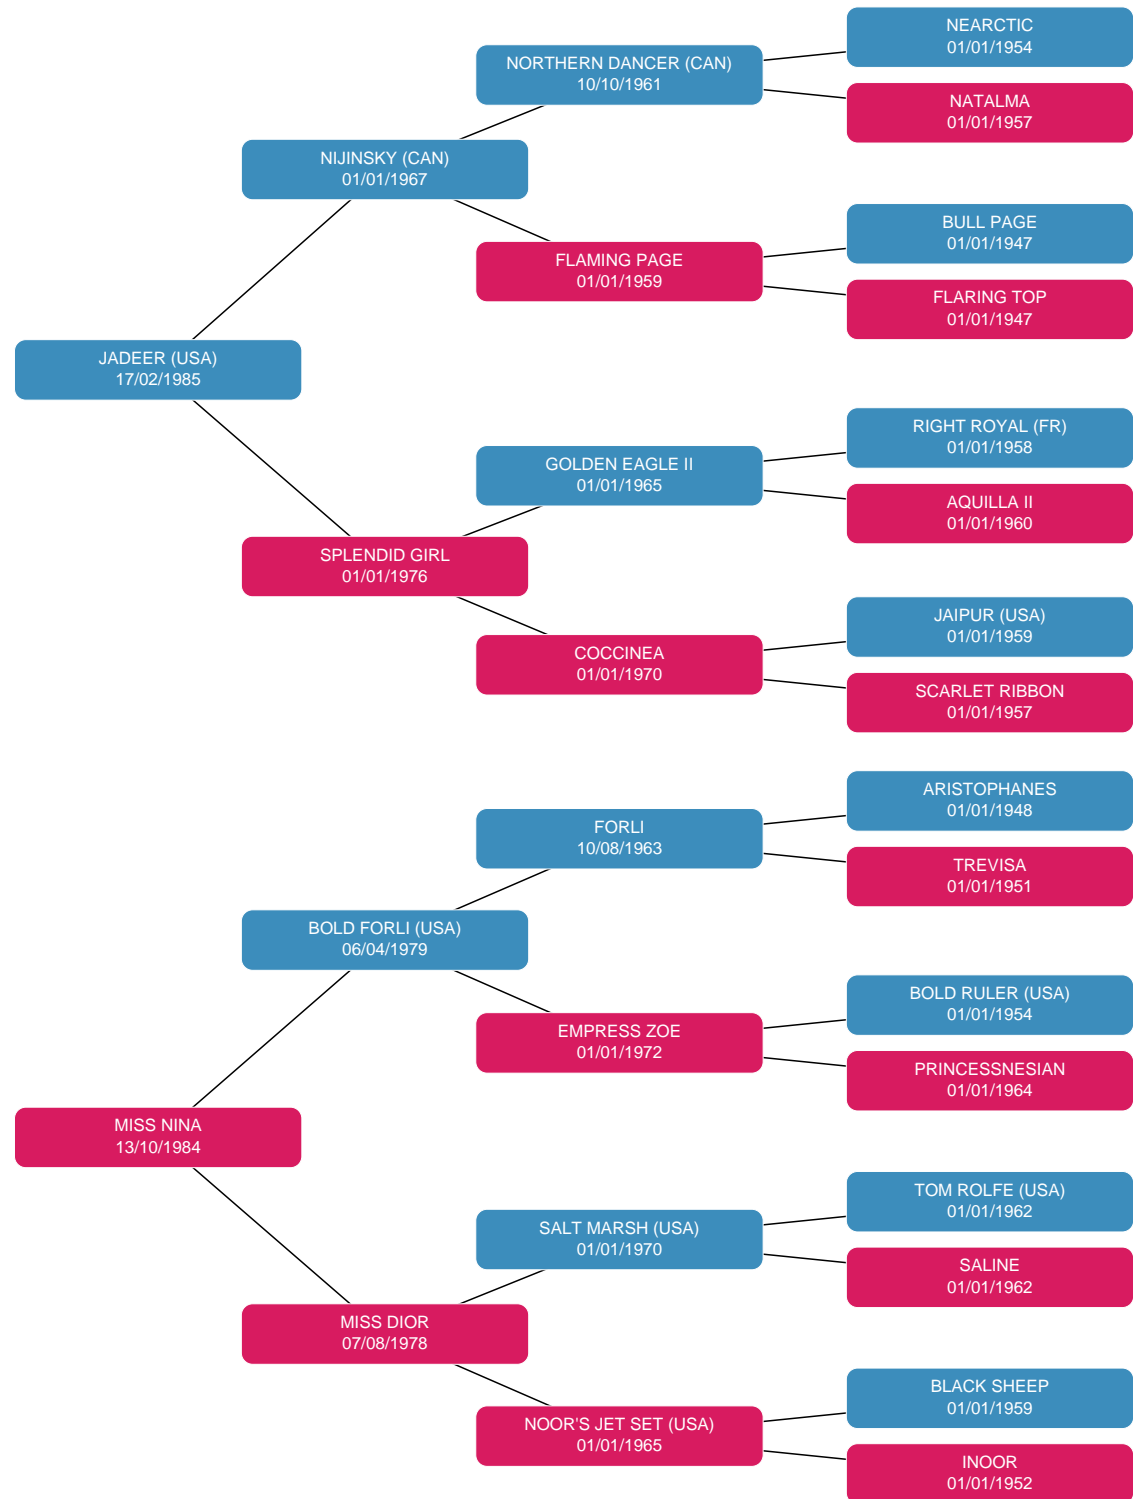 NEARCTIC
01/01/1954
NORTHERN DANCER (CAN)
10/10/1961
NATALMA
01/01/1957
NIJINSKY (CAN)
01/01/1967
BULL PAGE
01/01/1947
FLAMING PAGE
01/01/1959
FLARING TOP
01/01/1947
JADEER (USA)
17/02/1985
RIGHT ROYAL (FR)
01/01/1958
GOLDEN EAGLE II
01/01/1965
AQUILLA II
01/01/1960
SPLENDID GIRL
01/01/1976
JAIPUR (USA)
01/01/1959
COCCINEA
01/01/1970
SCARLET RIBBON
01/01/1957
ARISTOPHANES
01/01/1948
FORLI
10/08/1963
TREVISA
01/01/1951
BOLD FORLI (USA)
06/04/1979
BOLD RULER (USA)
01/01/1954
EMPRESS ZOE
01/01/1972
PRINCESSNESIAN
01/01/1964
MISS NINA
13/10/1984
TOM ROLFE (USA)
01/01/1962
SALT MARSH (USA)
01/01/1970
SALINE
01/01/1962
MISS DIOR
07/08/1978
BLACK SHEEP
01/01/1959
NOOR'S JET SET (USA)
01/01/1965
INOOR
01/01/1952